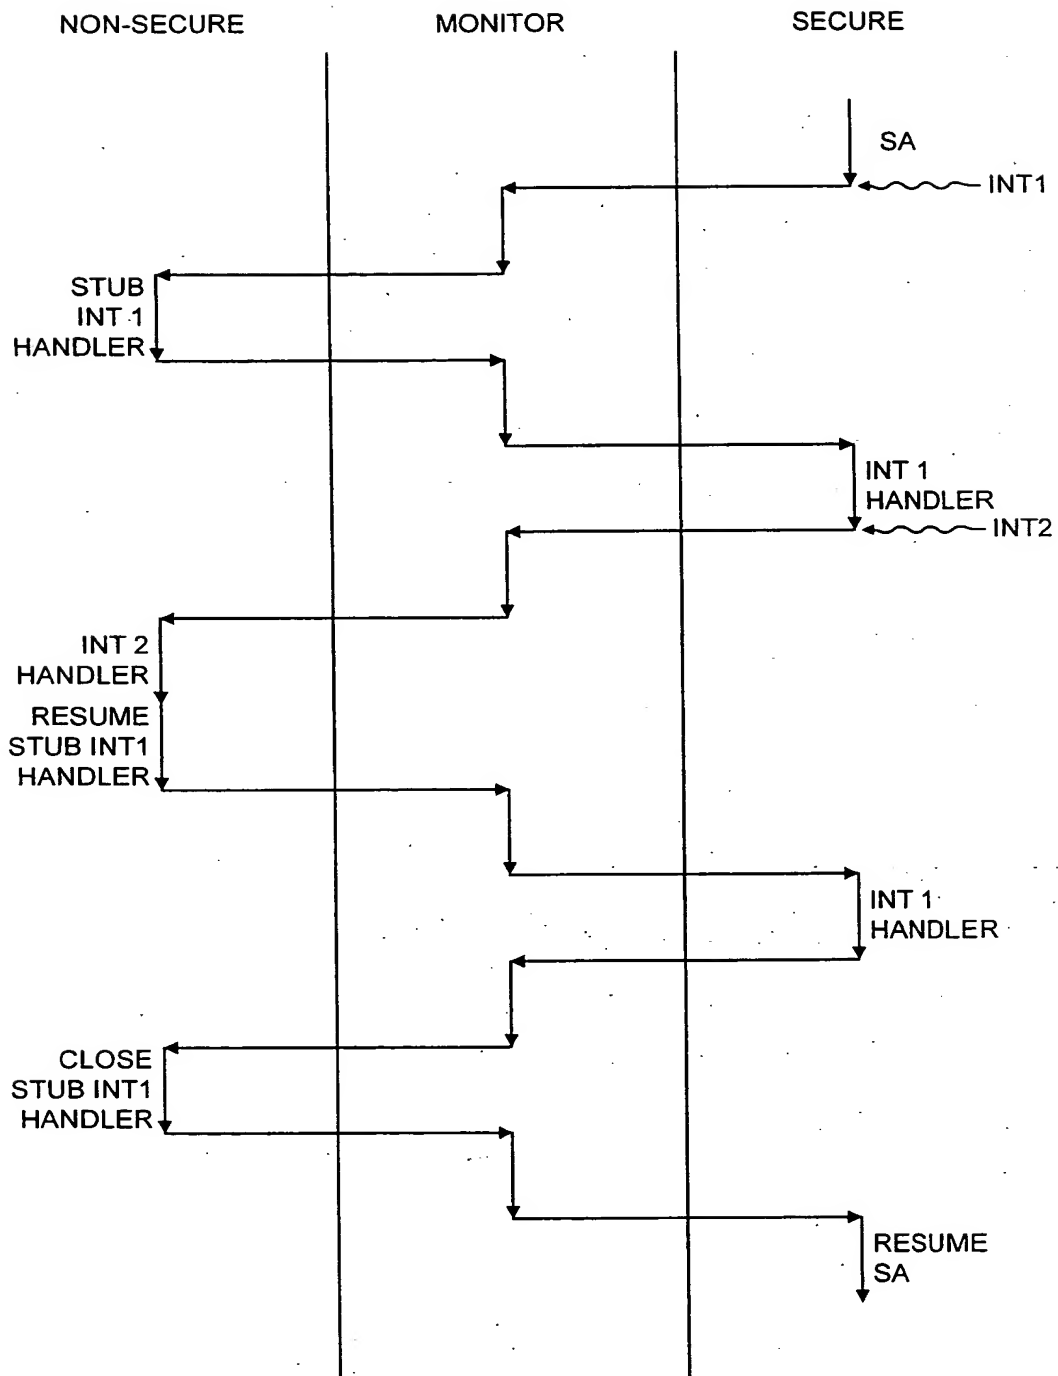 NON-SECURE MONITOR SECURE
SA
INT1
STUB
INT 1
HANDLER
INT 1
HANDLER
INT2
INT 2
HANDLER
RESUME
STUB INT1
HANDLER
INT 1
HANDLER
CLOSE
STUB INT1
HANDLER
RESUME
SA